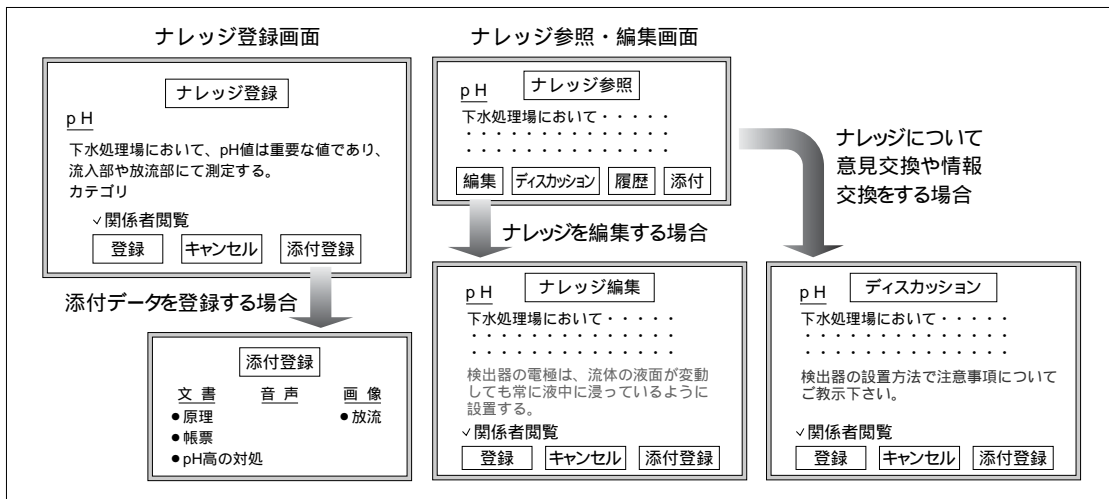 ナレッジ登録画面
ナレッジ登録
pH
下水処理場において、pH値は重要な値であり、
流入部や放流部にて測定する。
カテゴリ
✓関係者閲覧
登録 キャンセル 添付登録
添付データを登録する場合
添付登録
文書 音声 画像
●原理 ●放流
●帳票
●pH高の対処
ナレッジ参照・編集画面
pH ナレッジ参照
下水処理場において・・・・・
・・・・・・・・・・・・・・
・・・・・・・・・・・・・・
編集 ディスカッション 履歴 添付
ナレッジを編集する場合
pH ナレッジ編集
下水処理場において・・・・・
・・・・・・・・・・・・・・
・・・・・・・・・・・・・・
検出器の電極は、流体の液面が変動
しても常に液中に浸っているように
設置する。
✓関係者閲覧
登録 キャンセル 添付登録
ナレッジについて
意見交換や情報
交換をする場合
pH ディスカッション
下水処理場において・・・・・
・・・・・・・・・・・・・・
・・・・・・・・・・・・・・
検出器の設置方法で注意事項について
ご教示下さい。
✓関係者閲覧
登録 キャンセル 添付登録